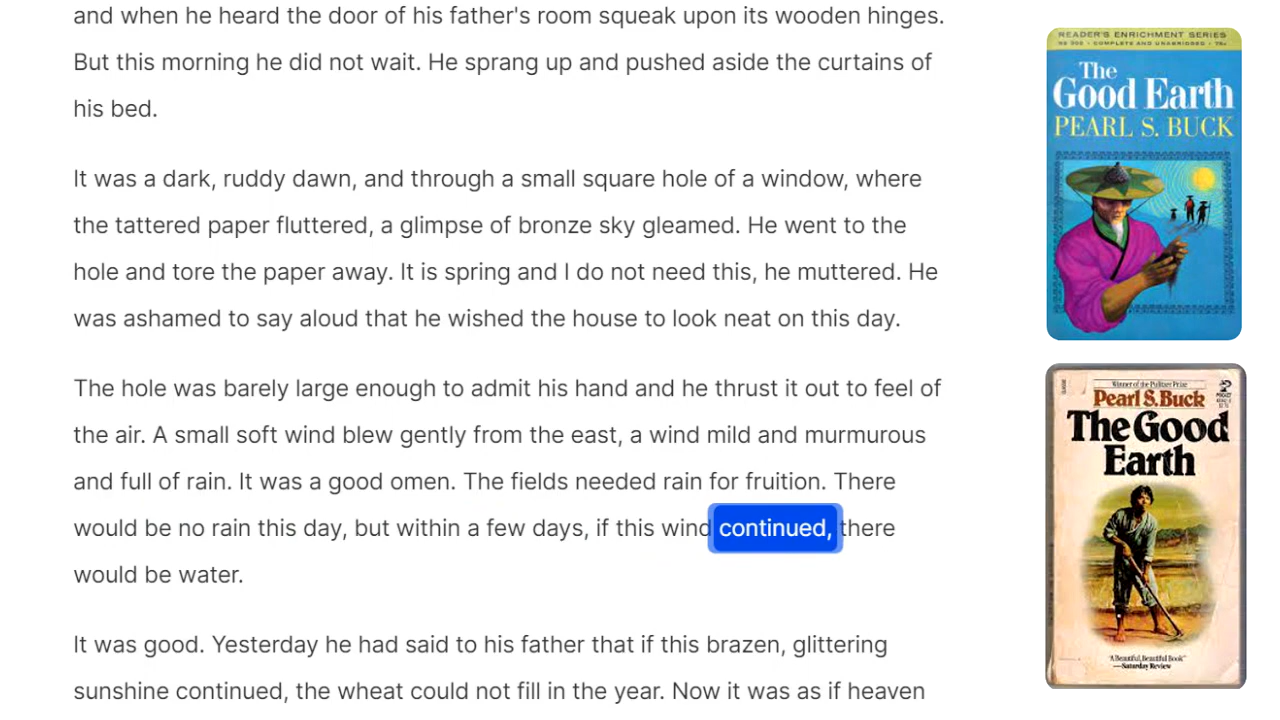 and when he heard the door of his father's room squeak upon its wooden hinges.
But this morning he did not wait. He sprang up and pushed aside the curtains of
his bed.
It was a dark, ruddy dawn, and through a small square hole of a window, where
the tattered paper fluttered, a glimpse of bronze sky gleamed. He went to the
hole and tore the paper away. It is spring and I do not need this, he muttered. He
was ashamed to say aloud that he wished the house to look neat on this day.
The hole was barely large enough to admit his hand and he thrust it out to feel of
the air. A small soft wind blew gently from the east, a wind mild and murmurous
and full of rain. It was a good omen. The fields needed rain for fruition. There
would be no rain this day, but within a few days, if this wind continued, there
would be water.
It was good. Yesterday he had said to his father that if this brazen, glittering
sunshine continued, the wheat could not fill in the year. Now it was as if heaven
READER'S ENRICHMENT SERIES
COMPLETE AND UNABRIDGED
The
Good Earth
PEARL S. BUCK
Winner of the Pulitzer Prize
Pearl S. Buck
The Good
Earth
"A Beautiful, Beautiful Book"
—Saturday Review